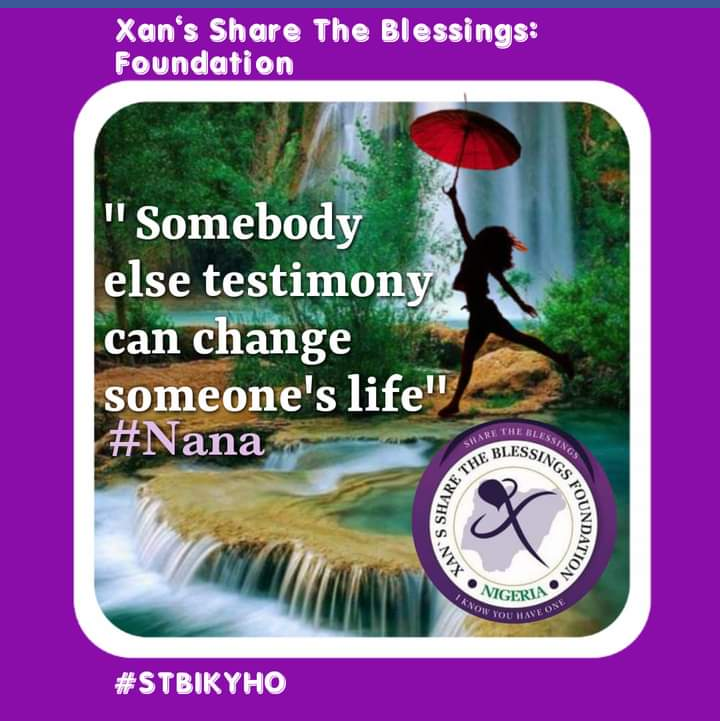 Xan's Share The Blessings:
Foundation
" Somebody
else testimony
can change
someone's life"
#Nana
SHARE THE BLESSINGS
XAN'S SHARE THE BLESSINGS FOUNDATION
NIGERIA
I KNOW YOU HAVE ONE
#STBIKYHO